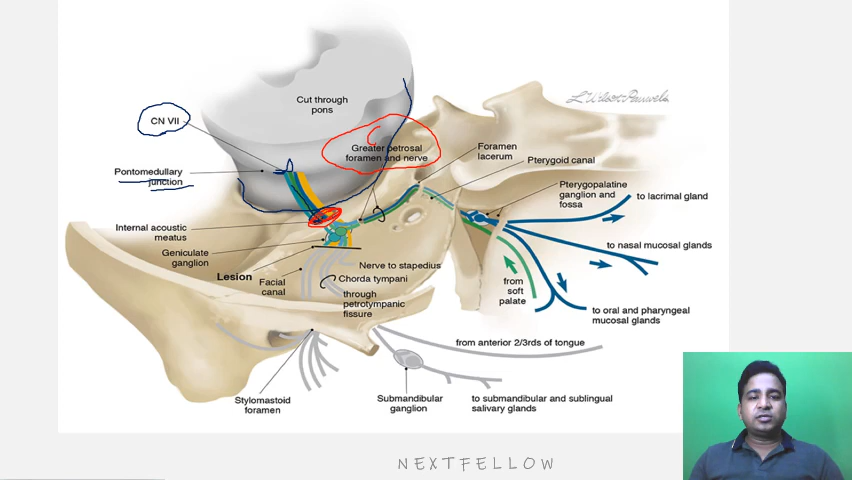 Cut through
pons
CN VII
Greater petrosal
foramen and nerve
Foramen
lacerum
Pterygoid canal
Pontomedullary
junction
Pterygopalatine
ganglion and
fossa
to lacrimal gland
Internal acoustic
meatus
to nasal mucosal glands
Geniculate
ganglion
Lesion
Facial
canal
Nerve to stapedius
Chorda tympani
through
petrotympanic
fissure
from
soft
palate
to oral and pharyngeal
mucosal glands
from anterior 2/3rds of tongue
Stylomastoid
foramen
Submandibular
ganglion
to submandibular and sublingual
salivary glands
NEXTFELLOW